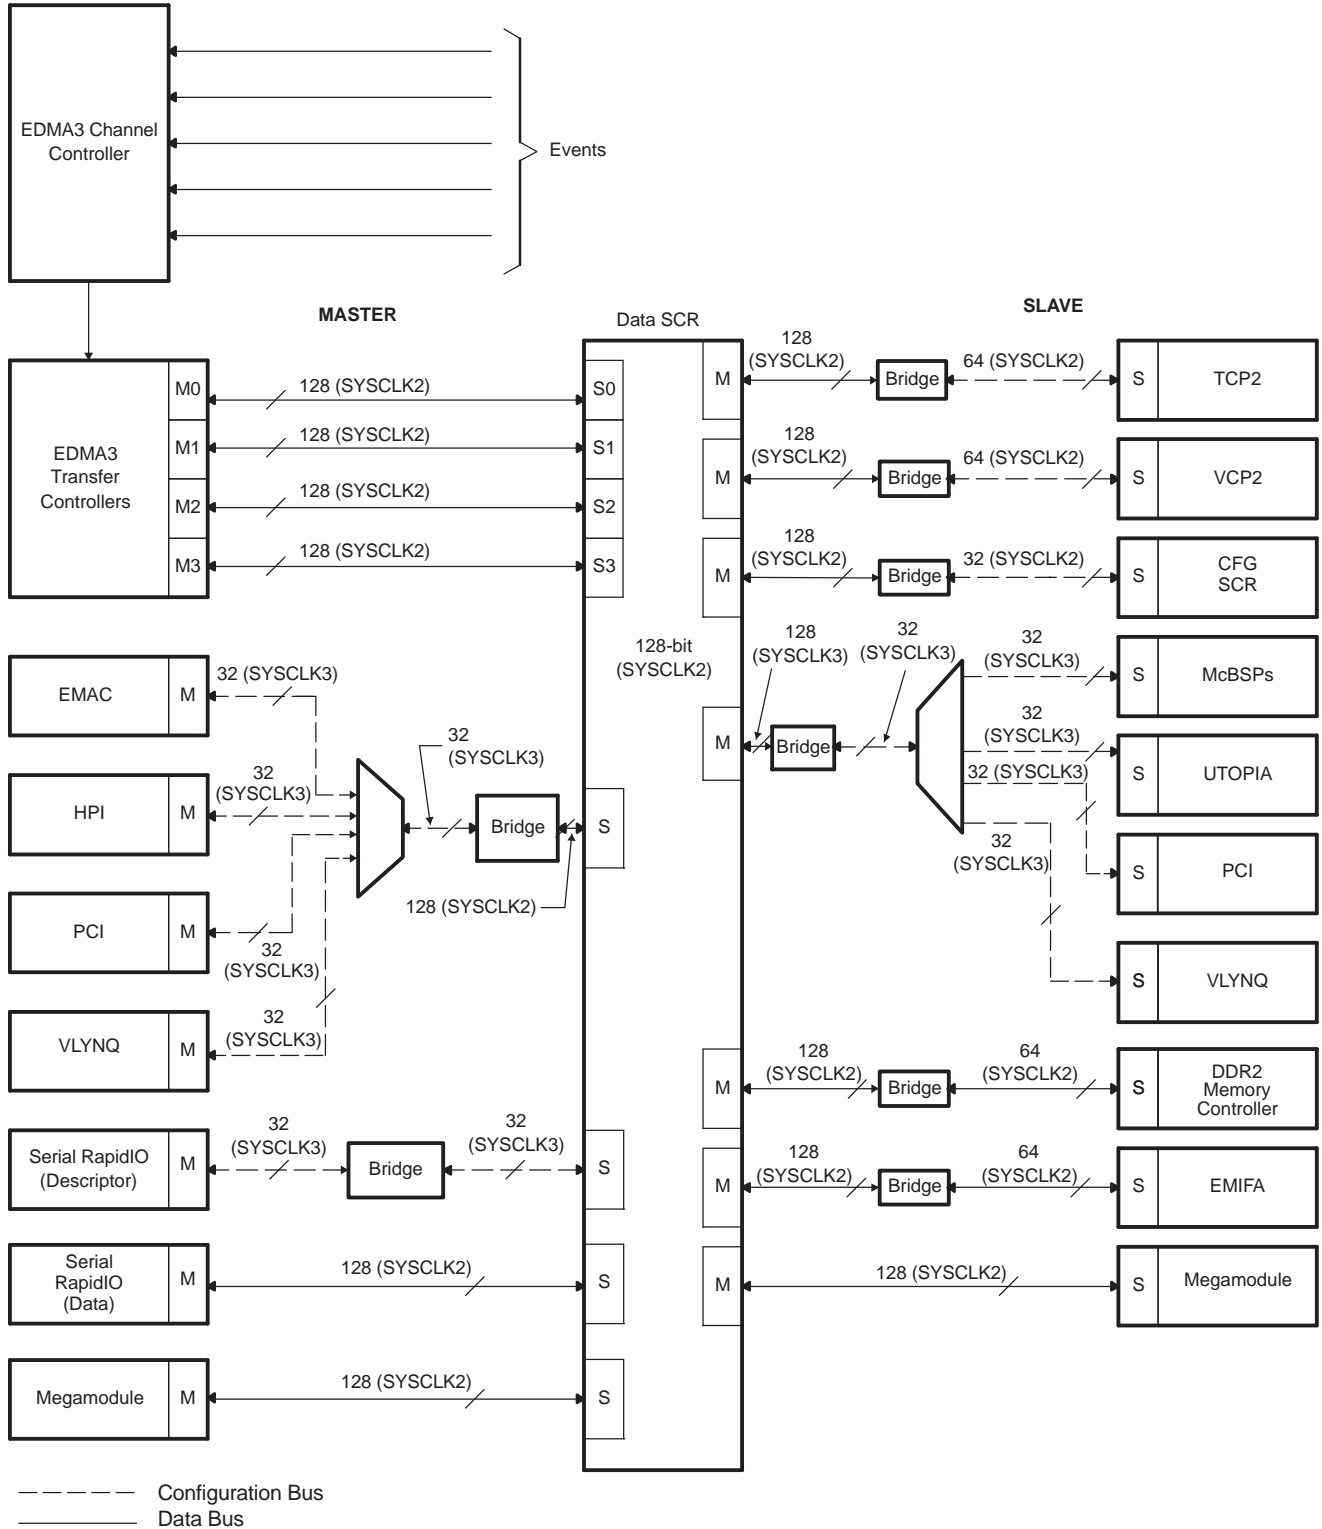 EDMA3 Channel
Controller
Events
MASTER
SLAVE
Data SCR
128-bit
(SYSCLK2)
EDMA3
Transfer
Controllers
M0
128 (SYSCLK2)
S0
M1
128 (SYSCLK2)
S1
M2
128 (SYSCLK2)
S2
M3
128 (SYSCLK2)
S3
EMAC
M
32 (SYSCLK3)
HPI
M
32
(SYSCLK3)
PCI
M
32
(SYSCLK3)
VLYNQ
M
32
(SYSCLK3)
32
(SYSCLK3)
Bridge
128 (SYSCLK2)
S
Serial RapidIO
(Descriptor)
M
32
(SYSCLK3)
Bridge
32
(SYSCLK3)
S
Serial
RapidIO
(Data)
M
128 (SYSCLK2)
S
Megamodule
M
128 (SYSCLK2)
S
M
128
(SYSCLK2)
Bridge
64 (SYSCLK2)
S
TCP2
M
128
(SYSCLK2)
Bridge
64 (SYSCLK2)
S
VCP2
M
128
(SYSCLK2)
Bridge
32 (SYSCLK2)
S
CFG
SCR
M
128
(SYSCLK3)
Bridge
32
(SYSCLK3)
32
(SYSCLK3)
S
McBSPs
32
(SYSCLK3)
S
UTOPIA
32 (SYSCLK3)
S
PCI
32
(SYSCLK3)
S
VLYNQ
M
128
(SYSCLK2)
Bridge
64
(SYSCLK2)
S
DDR2
Memory
Controller
M
128
(SYSCLK2)
Bridge
64
(SYSCLK2)
S
EMIFA
M
128 (SYSCLK2)
S
Megamodule
Configuration Bus
Data Bus